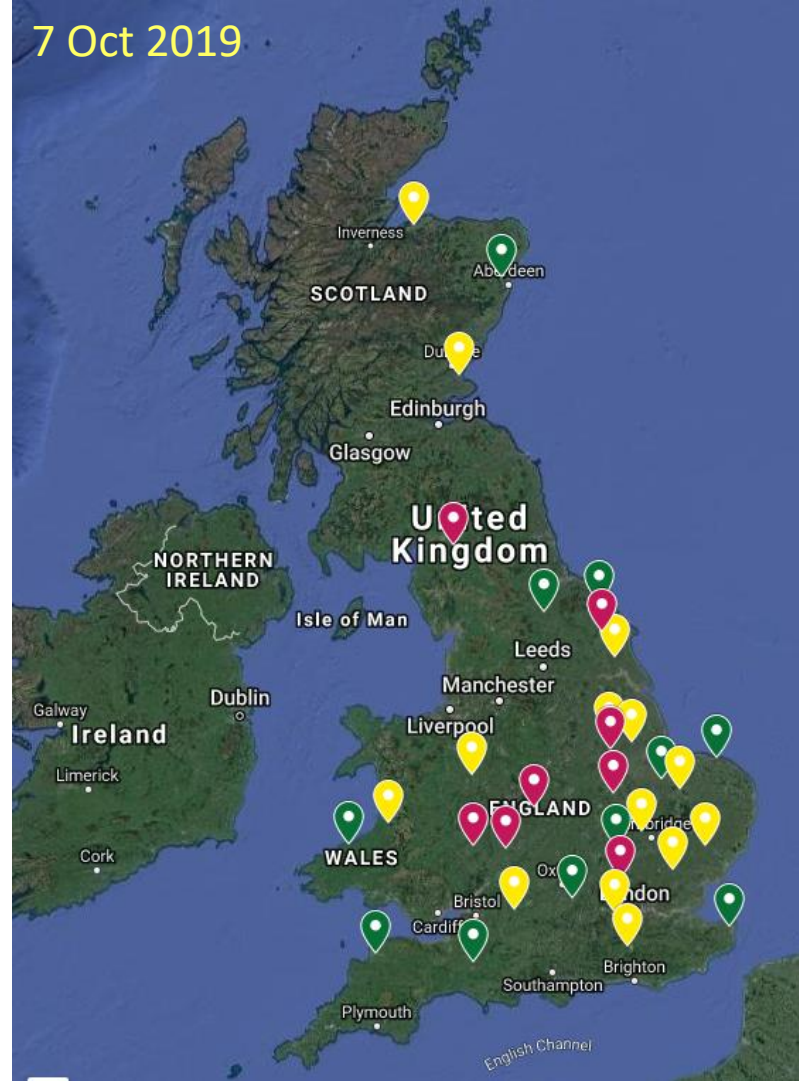 7 Oct 2019
Inverness
Aberdeen
SCOTLAND
Edinburgh
Glasgow
United
Kingdom
NORTHERN
IRELAND
Isle of Man
Leeds
Manchester
Dublin
Galway
Liverpool
Ireland
Limerick
ENGLAND
WALES
Cork
Bristol
Cardiff
London
Brighton
Southampton
Plymouth
English Channel